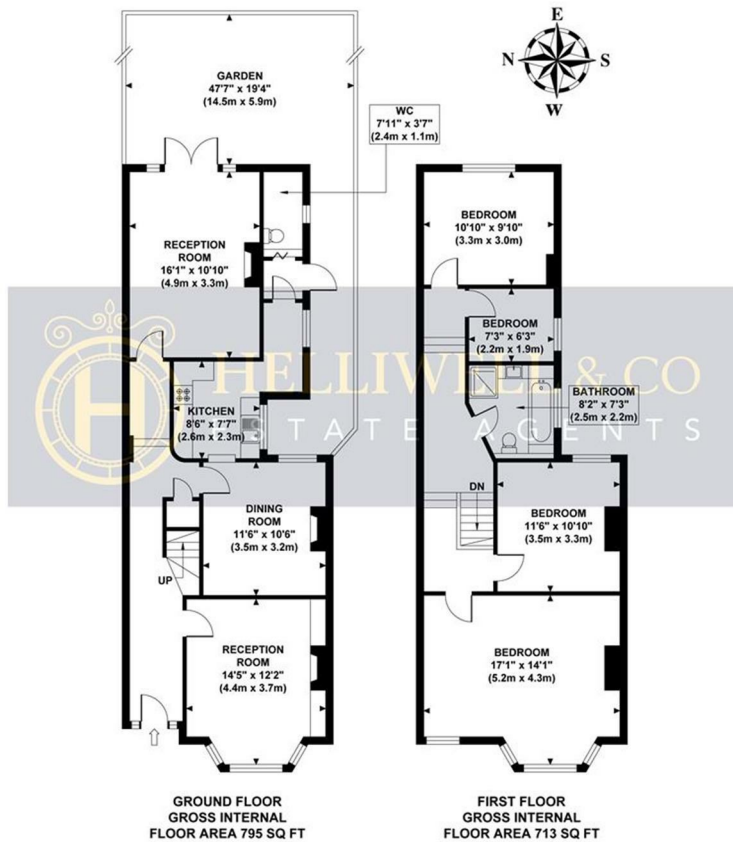 E
N
S
W
GARDEN
47'7" x 19'4"
(14.5m x 5.9m)
WC
7'11" x 3'7"
(2.4m x 1.1m)
RECEPTION
ROOM
16'1" x 10'10"
(4.9m x 3.3m)
KITCHEN
8'6" x 7'7"
(2.6m x 2.3m)
DINING
ROOM
11'6" x 10'6"
(3.5m x 3.2m)
UP
RECEPTION
ROOM
14'5" x 12'2"
(4.4m x 3.7m)
BEDROOM
10'10" x 9'10"
(3.3m x 3.0m)
BEDROOM
7'3" x 6'3"
(2.2m x 1.9m)
BATHROOM
8'2" x 7'3"
(2.5m x 2.2m)
DN
BEDROOM
11'6" x 10'10"
(3.5m x 3.3m)
BEDROOM
17'1" x 14'1"
(5.2m x 4.3m)
H
HELLIWELL & CO
ESTATE AGENTS
GROUND FLOOR
GROSS INTERNAL
FLOOR AREA 795 SQ FT
FIRST FLOOR
GROSS INTERNAL
FLOOR AREA 713 SQ FT